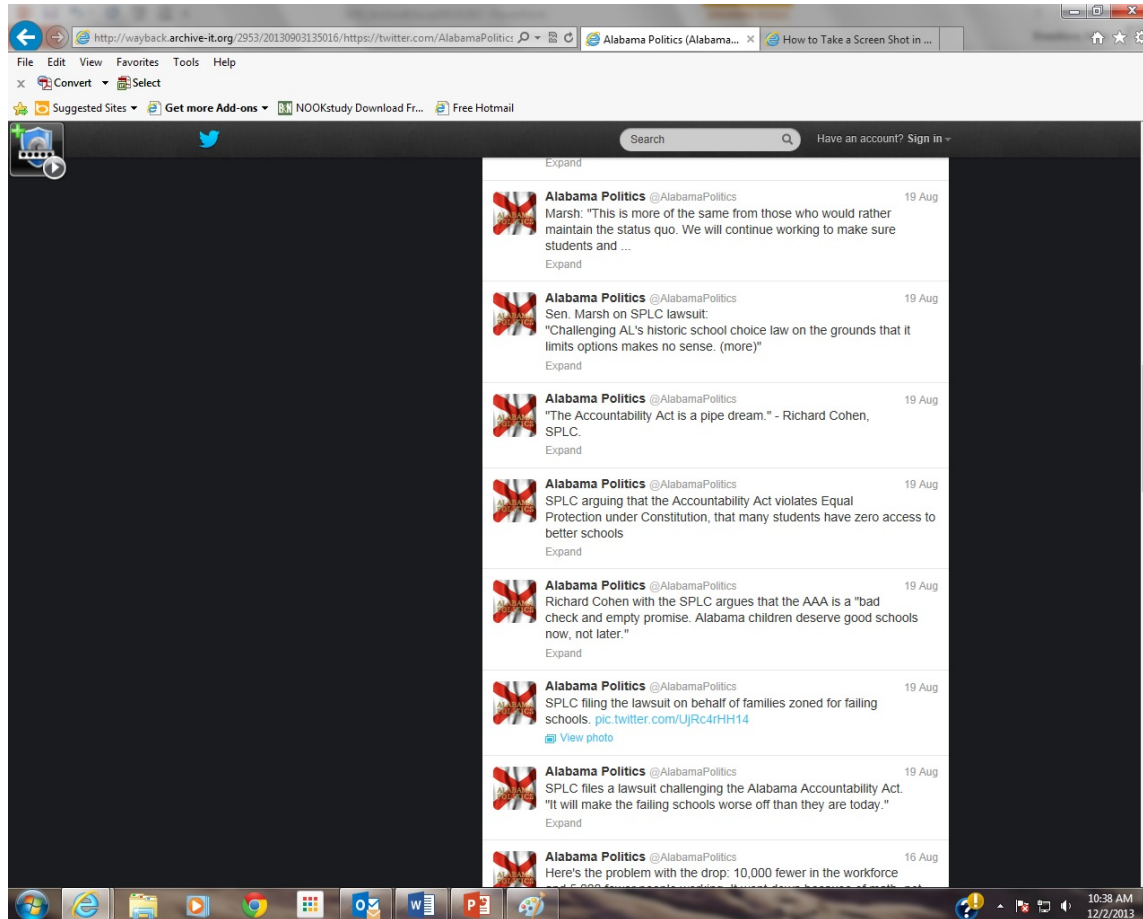 http://wayback.archive-it.org/2953/20130903135016/https://twitter.com/AlabamaPolitics
Alabama Politics (Alabama...
How to Take a Screen Shot in ...
File Edit View Favorites Tools Help
x Convert Select
Suggested Sites Get more Add-ons NOOKstudy Download Fr... Free Hotmail
Search
Have an account? Sign in
Expand
Alabama Politics @AlabamaPolitics 19 Aug
Marsh: "This is more of the same from those who would rather
maintain the status quo. We will continue working to make sure
students and ...
Expand
Alabama Politics @AlabamaPolitics 19 Aug
Sen. Marsh on SPLC lawsuit:
"Challenging AL's historic school choice law on the grounds that it
limits options makes no sense. (more)"
Expand
Alabama Politics @AlabamaPolitics 19 Aug
"The Accountability Act is a pipe dream." - Richard Cohen,
SPLC.
Expand
Alabama Politics @AlabamaPolitics 19 Aug
SPLC arguing that the Accountability Act violates Equal
Protection under Constitution, that many students have zero access to
better schools
Expand
Alabama Politics @AlabamaPolitics 19 Aug
Richard Cohen with the SPLC argues that the AAA is a "bad
check and empty promise. Alabama children deserve good schools
now, not later."
Expand
Alabama Politics @AlabamaPolitics 19 Aug
SPLC filing the lawsuit on behalf of families zoned for failing
schools. pic.twitter.com/UjRc4rHH14
View photo
Alabama Politics @AlabamaPolitics 19 Aug
SPLC files a lawsuit challenging the Alabama Accountability Act.
"It will make the failing schools worse off than they are today."
Expand
Alabama Politics @AlabamaPolitics 16 Aug
Here's the problem with the drop: 10,000 fewer in the workforce
10:38 AM
12/2/2013